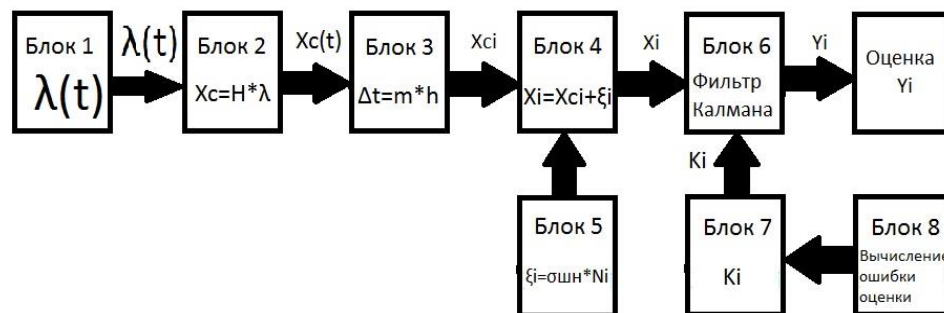 Блок 1
λ(t)
λ(t)
Блок 2
Xc=H*λ
Xc(t)
Блок 3
Δt=m*h
Xci
Блок 4
Xi=Xci+ξi
Xi
Блок 6
Фильтр
Калмана
Yi
Оценка
Yi
Ki
Блок 5
ξi=σшн*Ni
Блок 7
Ki
Блок 8
Вычисление
ошибки
оценки